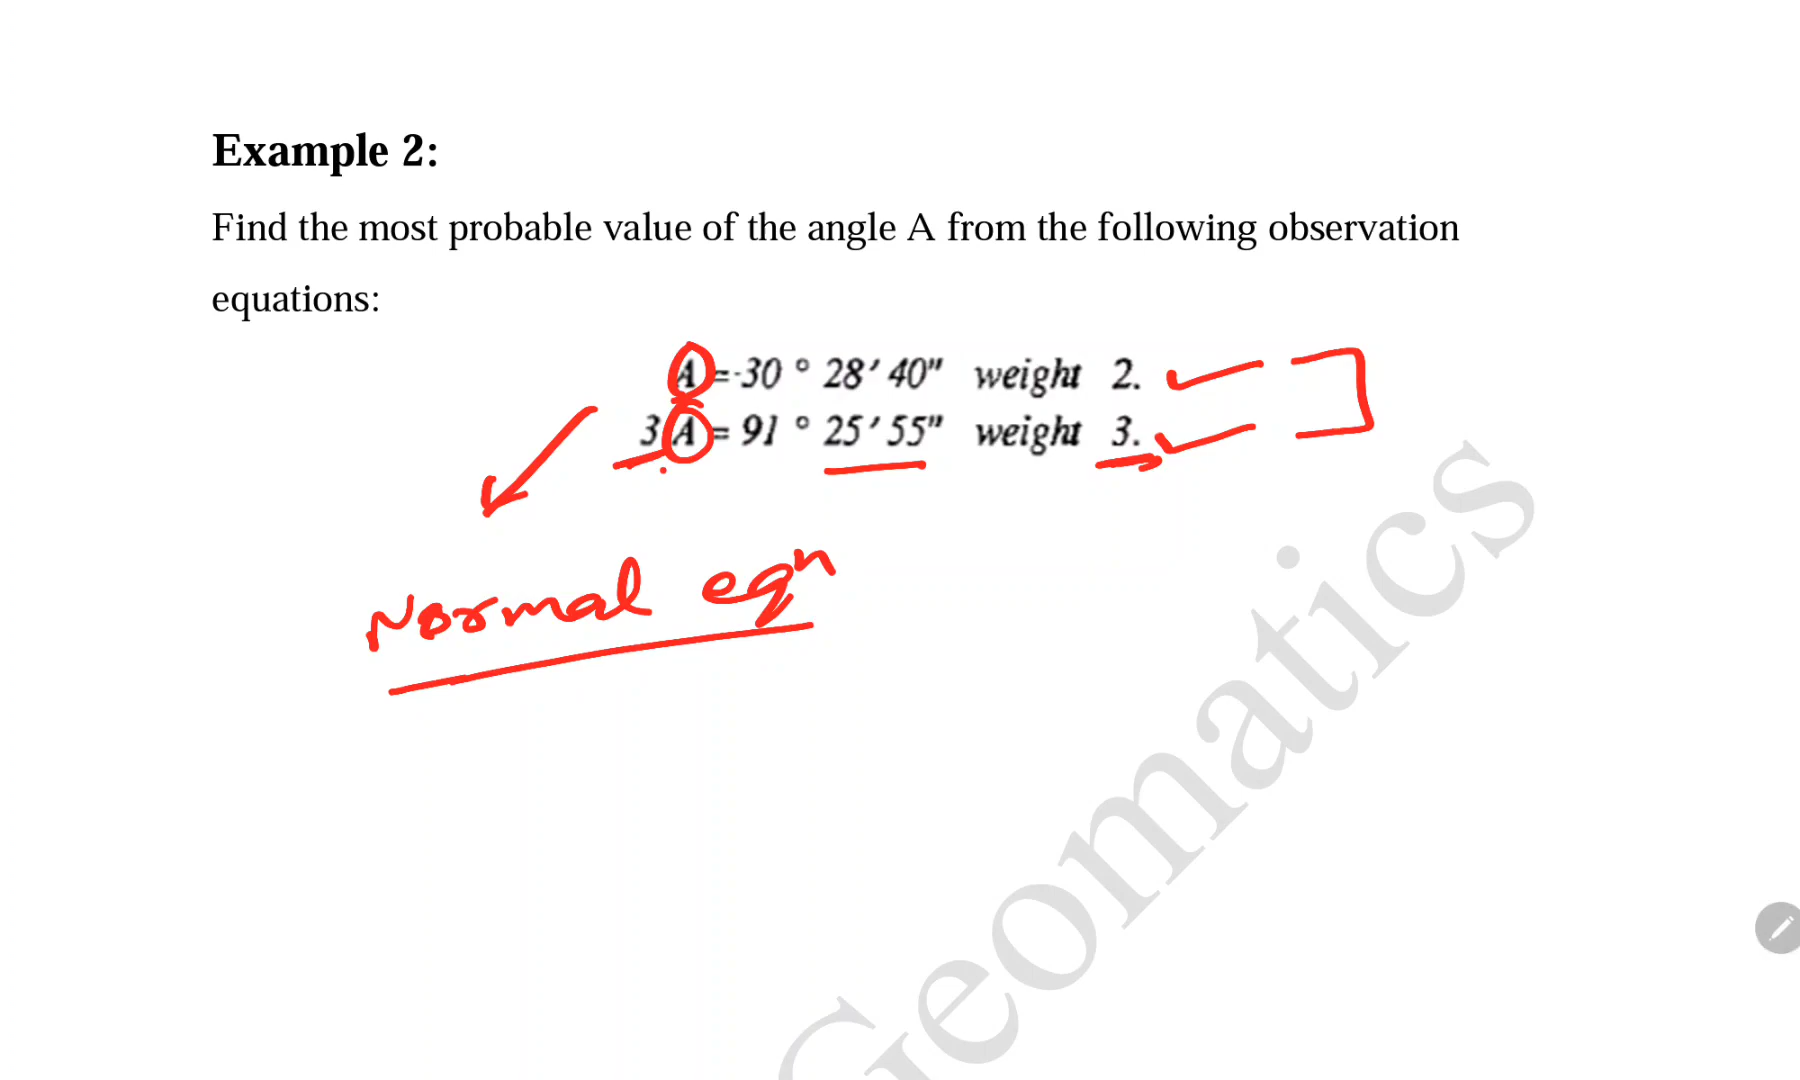 Example 2:
Find the most probable value of the angle A from the following observation
equations:
A = 30 ° 28′ 40″ weight 2.
3 A = 91 ° 25′ 55″ weight 3.
Normal eqn
Geomatics